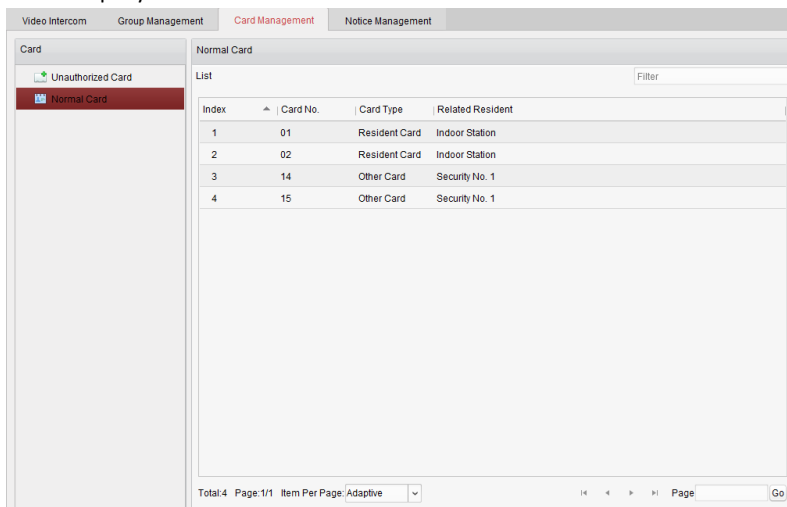 Video Intercom Group Management Card Management Notice Management
Card
Unauthorized Card
Normal Card
Normal Card
List Filter
Index Card No. Card Type Related Resident
1 01 Resident Card Indoor Station
2 02 Resident Card Indoor Station
3 14 Other Card Security No. 1
4 15 Other Card Security No. 1
Total:4 Page:1/1 Item Per Page: Adaptive Page Go